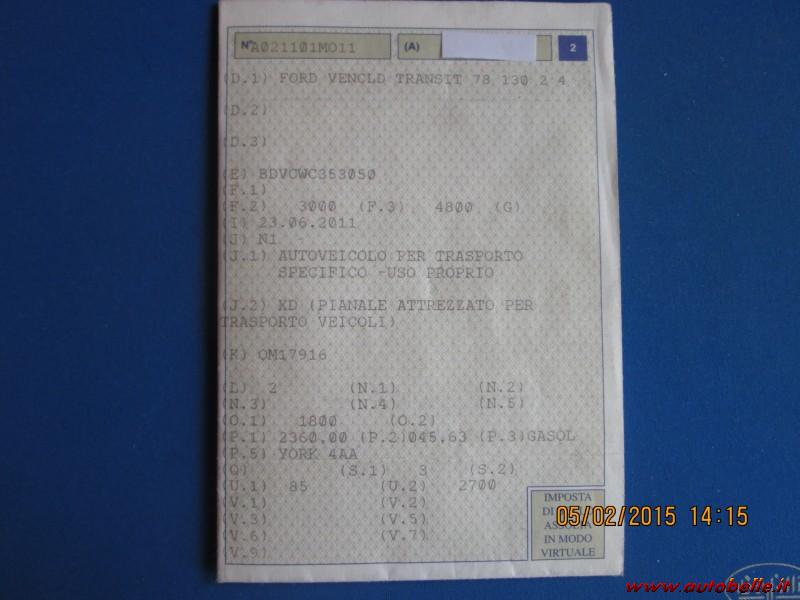 N° A021101MO11 (A) 2
(D.1) FORD VENCLD TRANSIT 78 130 2 4
(D.2)
(D.3)
(E) BDVCWC353050
(F.1)
(F.2) 3000 (F.3) 4800 (G)
(I) 23.06.2011
(J) N1 -
(J.1) AUTOVEICOLO PER TRASPORTO
SPECIFICO -USO PROPRIO
(J.2) XD (PIANALE ATTREZZATO PER
TRASPORTO VEICOLI)
(K) OM17916
(L) 2 (N.1) (N.2)
(N.3) (N.4) (N.5)
(O.1) 1800 (O.2)
(P.1) 2360,00 (P.2)045,63 (P.3)GASOL
(P.5) YORK 4AA
(Q) (S.1) 3 (S.2)
(U.1) 85 (U.2) 2700
(V.1) (V.2)
(V.3) (V.5)
(V.6) (V.7)
(V.9)
IMPOSTA
DI
IN MODO
VIRTUALE
05/02/2015 14:15
www.autobelle.it